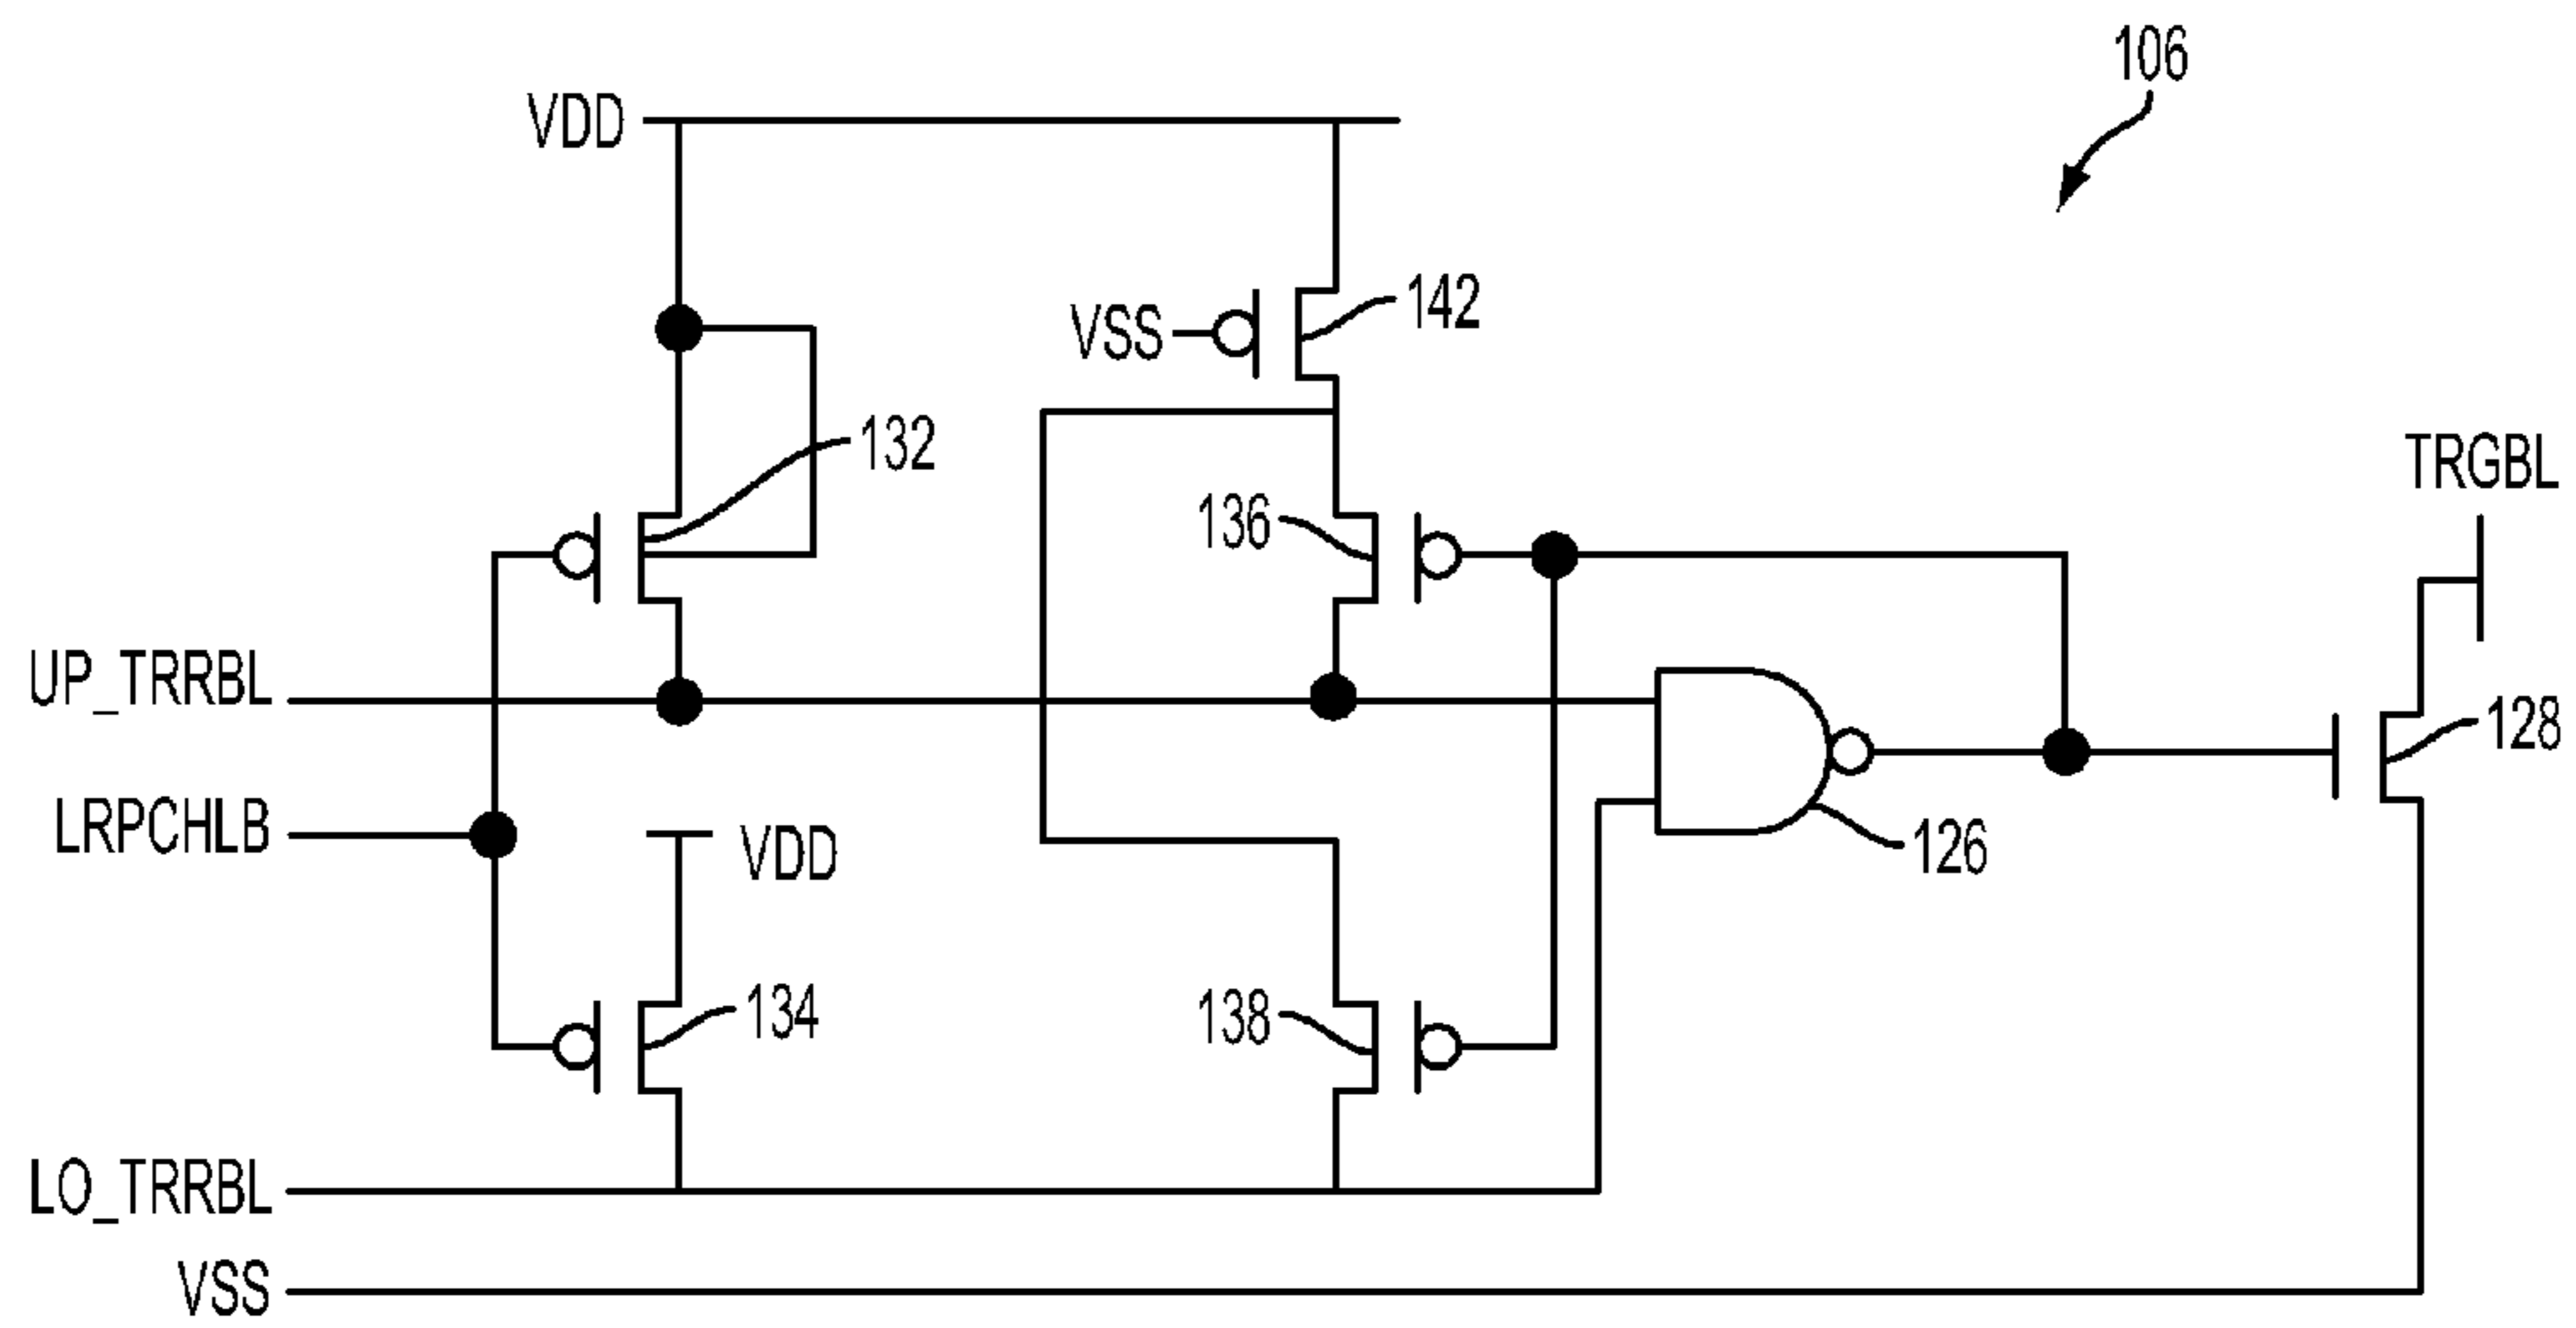 106
VDD
VSS
142
132
136
TRGBL
UP_TRRBL
128
LRPCHLB
VDD
126
134
138
LO_TRRBL
VSS